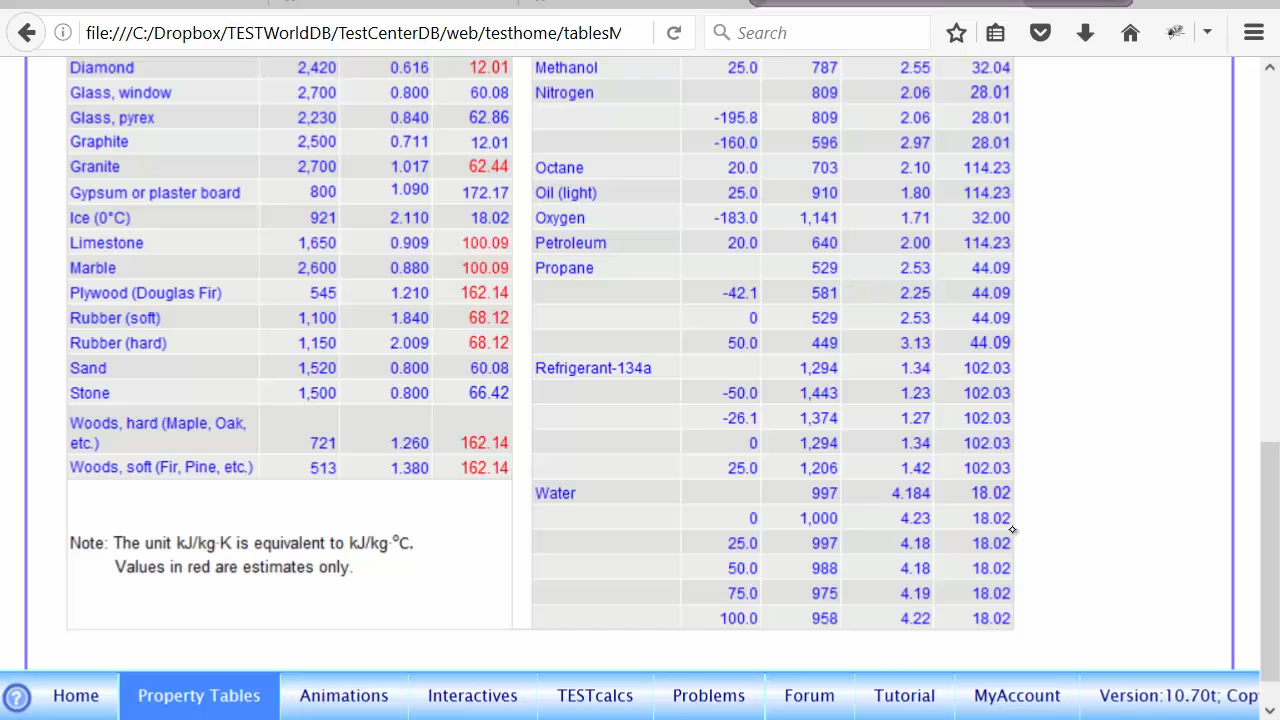 file:///C:/Dropbox/TESTWorldDB/TestCenterDB/web/testhome/tablesM
Search
Diamond 2,420 0.616 12.01
Glass, window 2,700 0.800 60.08
Glass, pyrex 2,230 0.840 62.86
Graphite 2,500 0.711 12.01
Granite 2,700 1.017 62.44
Gypsum or plaster board 800 1.090 172.17
Ice (0°C) 921 2.110 18.02
Limestone 1,650 0.909 100.09
Marble 2,600 0.880 100.09
Plywood (Douglas Fir) 545 1.210 162.14
Rubber (soft) 1,100 1.840 68.12
Rubber (hard) 1,150 2.009 68.12
Sand 1,520 0.800 60.08
Stone 1,500 0.800 66.42
Woods, hard (Maple, Oak,
etc.) 721 1.260 162.14
Woods, soft (Fir, Pine, etc.) 513 1.380 162.14
Note: The unit kJ/kg·K is equivalent to kJ/kg·⁰C.
Values in red are estimates only.
Methanol 25.0 787 2.55 32.04
Nitrogen 809 2.06 28.01
-195.8 809 2.06 28.01
-160.0 596 2.97 28.01
Octane 20.0 703 2.10 114.23
Oil (light) 25.0 910 1.80 114.23
Oxygen -183.0 1,141 1.71 32.00
Petroleum 20.0 640 2.00 114.23
Propane 529 2.53 44.09
-42.1 581 2.25 44.09
0 529 2.53 44.09
50.0 449 3.13 44.09
Refrigerant-134a 1,294 1.34 102.03
-50.0 1,443 1.23 102.03
-26.1 1,374 1.27 102.03
0 1,294 1.34 102.03
25.0 1,206 1.42 102.03
Water 997 4.184 18.02
0 1,000 4.23 18.02
25.0 997 4.18 18.02
50.0 988 4.18 18.02
75.0 975 4.19 18.02
100.0 958 4.22 18.02
? Home Property Tables Animations Interactives TESTcalcs Problems Forum Tutorial MyAccount Version:10.70t; Cop